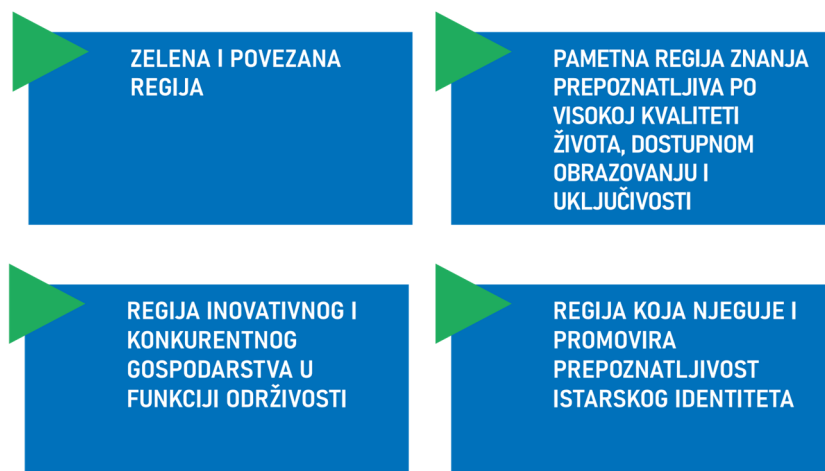 ZELENA I POVEZANA
REGIJA
PAMETNA REGIJA ZNANJA
PREPOZNATLJIVA PO
VISOKOJ KVALITETI
ŽIVOTA, DOSTUPNOM
OBRAZOVANJU I
UKLJUČIVOSTI
REGIJA INOVATIVNOG I
KONKURENTNOG
GOSPODARSTVA U
FUNKCIJI ODRŽIVOSTI
REGIJA KOJA NJEGUJE I
PROMOVIRA
PREPOZNATLJIVOST
ISTARSKOG IDENTITETA